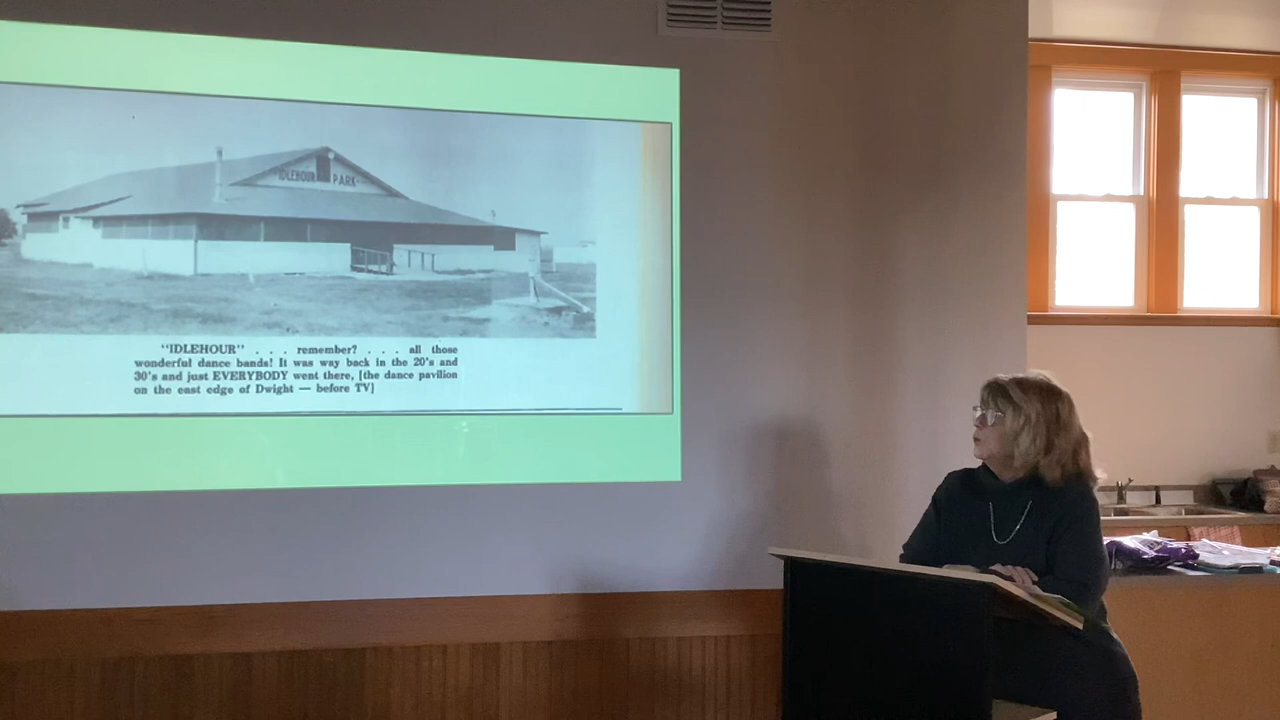 IDLEHOUR PARK
"IDLEHOUR" . . . remember? . . . all those
wonderful dance bands! It was way back in the 20's and
30's and just EVERYBODY went there, [the dance pavilion
on the east edge of Dwight — before TV]